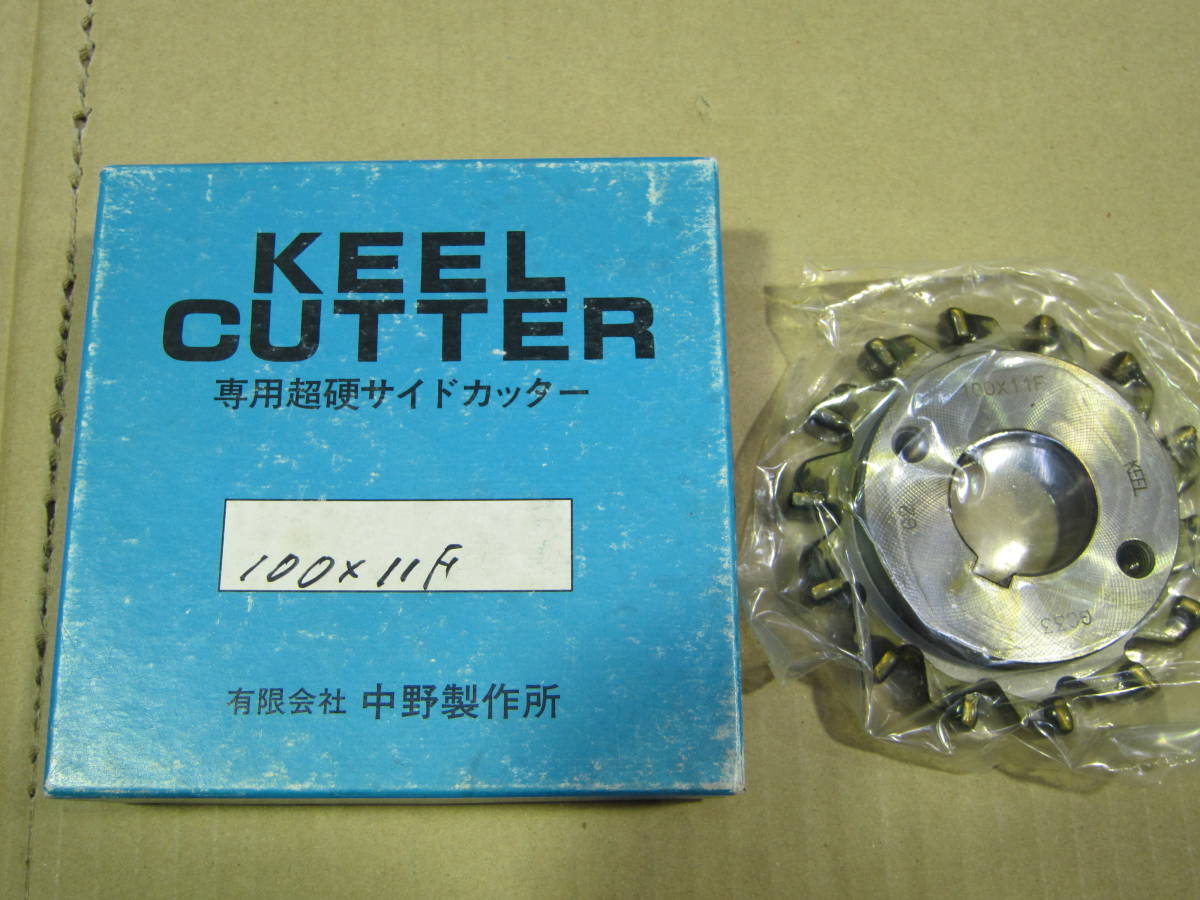 KEEL
CUTTER
専用超硬サイドカッター
100×11F
有限会社 中野製作所
100X11F
KEEL
G2